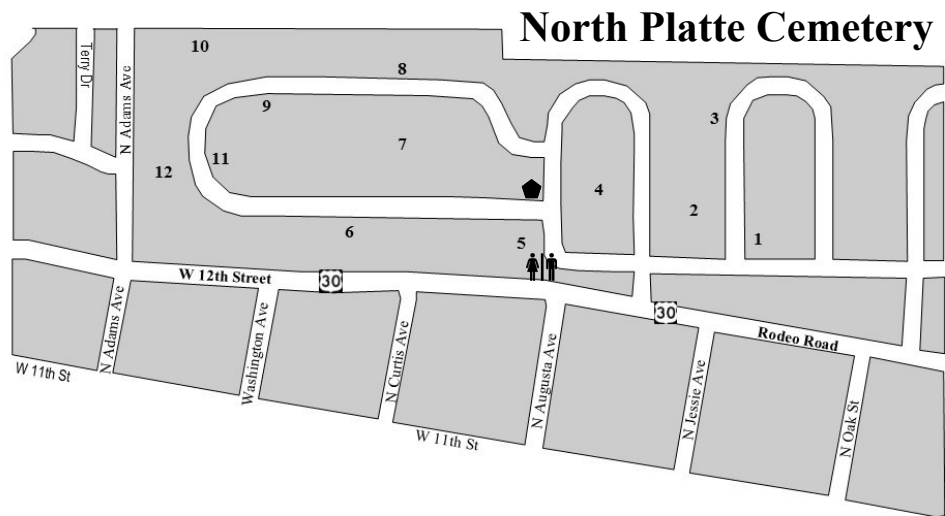 North Platte Cemetery
Terry Dr
N Adams Ave
10
8
9
3
7
11
12
4
2
6
5
1
W 12th Street
30
30
Rodeo Road
N Adams Ave
Washington Ave
N Curtis Ave
N Augusta Ave
N Jessie Ave
N Oak St
W 11th St
W 11th St